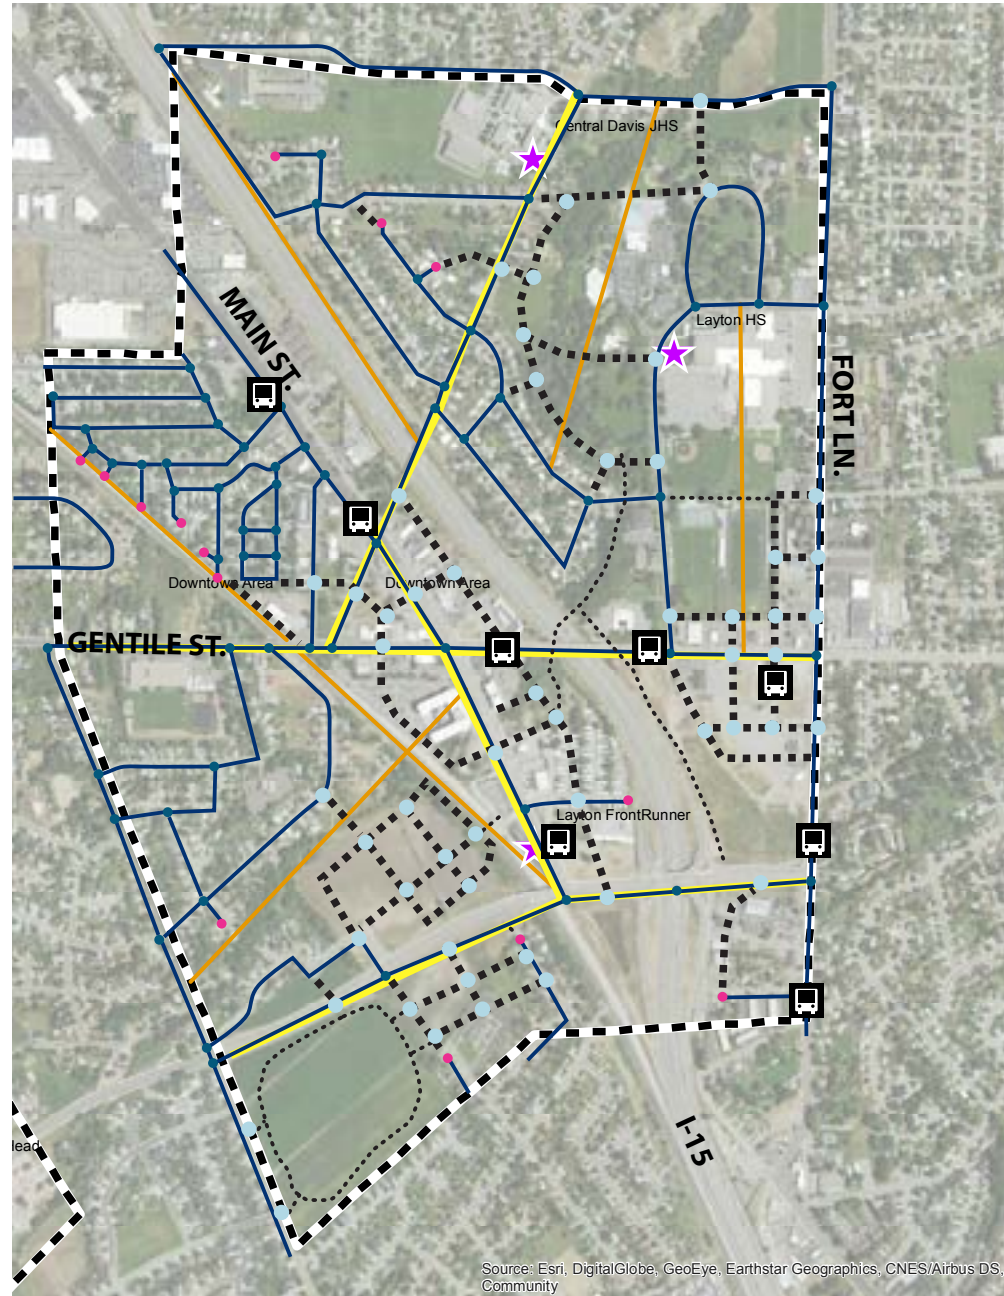 Central Davis JHS
MAIN ST.
Layton HS
FORT LN.
Downtown Area
Downtown Area
GENTILE ST.
Layton FrontRunner
I-15
lead
Source: Esri, DigitalGlobe, GeoEye, Earthstar Geographics, CNES/Airbus DS,
Community